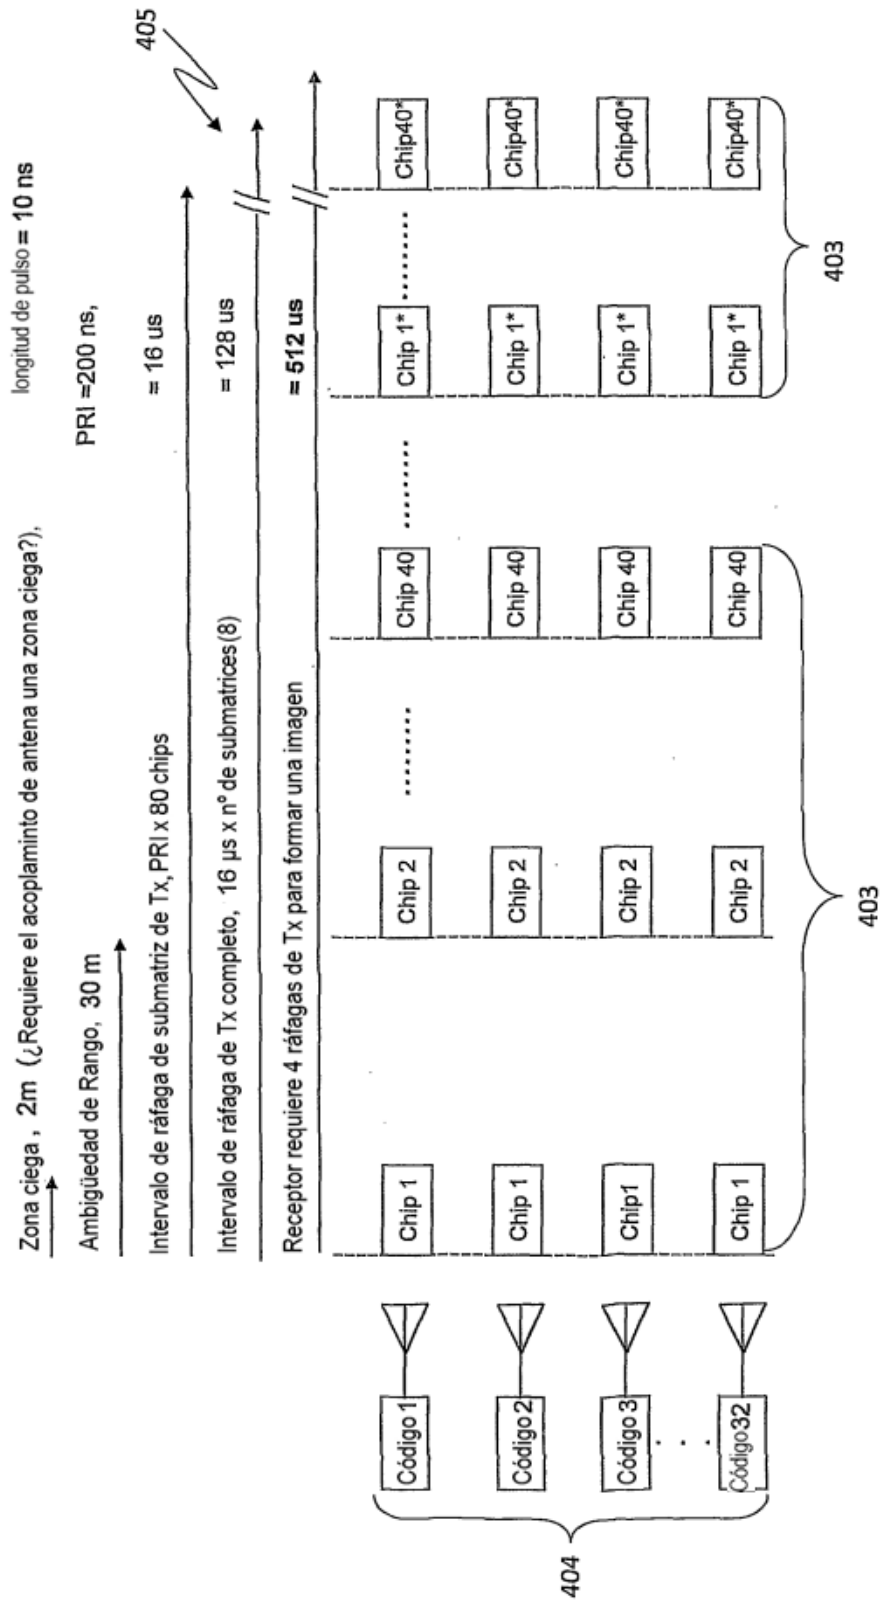 Zona ciega , 2m (¿Requiere el acoplaminto de antena una zona ciega?), longitud de pulso = 10 ns
Ambigüedad de Rango, 30 m PRI =200 ns,
Intervalo de ráfaga de submatriz de Tx, PRI x 80 chips = 16 us
Intervalo de ráfaga de Tx completo, 16 µs x nº de submatrices (8) = 128 us
Receptor requiere 4 ráfagas de Tx para formar una imagen = 512 us
405
Código 1 Chip 1 Chip 2 ........ Chip 40 ........ Chip 1* ........ Chip40*
Código 2 Chip 1 Chip 2 Chip 40 Chip 1* Chip40*
Código 3 Chip1 Chip 2 Chip 40 Chip 1* Chip40*
. . .
Código32 Chip 1 Chip 2 Chip 40 Chip 1* Chip40*
404
403
403